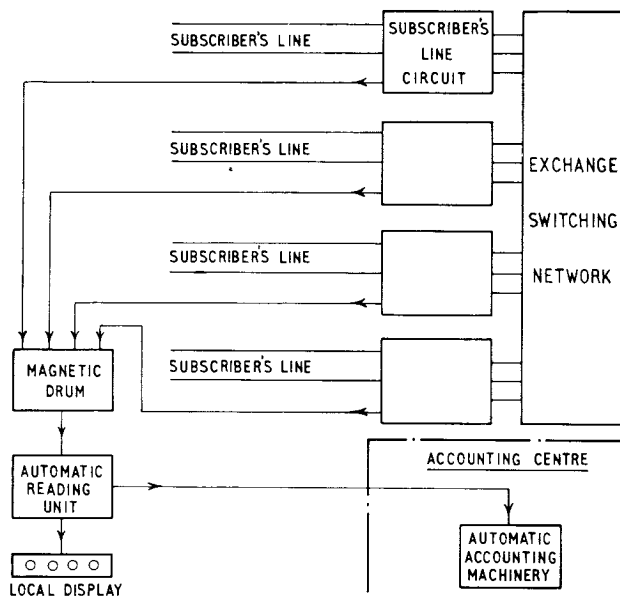 SUBSCRIBER'S LINE
SUBSCRIBER'S
LINE
CIRCUIT
SUBSCRIBER'S LINE
EXCHANGE
SWITCHING
NETWORK
SUBSCRIBER'S LINE
SUBSCRIBER'S LINE
MAGNETIC
DRUM
AUTOMATIC
READING
UNIT
LOCAL DISPLAY
ACCOUNTING CENTRE
AUTOMATIC
ACCOUNTING
MACHINERY